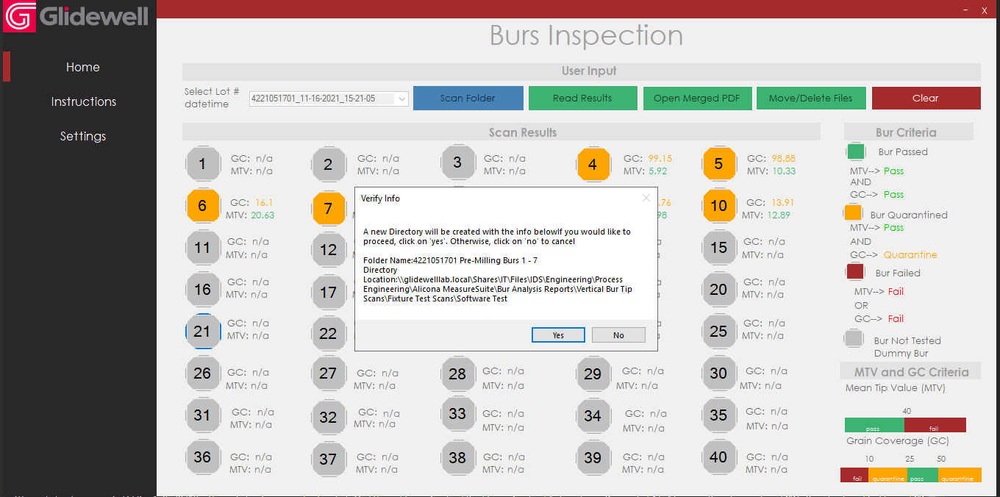 Glidewell
- X
Burs Inspection
Home
Instructions
Settings
User Input
Select Lot #
datetime
4221051701_11-16-2021_15-21-05
Scan Folder
Read Results
Open Merged PDF
Move/Delete Files
Clear
Scan Results
1 GC: n/a
MTV: n/a
2 GC: n/a
MTV: n/a
3 GC: n/a
MTV: n/a
4 GC: 99.15
MTV: 5.92
5 GC: 98.88
MTV: 10.33
6 GC: 16.1
MTV: 20.63
7
.76
98
10 GC: 13.91
MTV: 12.89
11 GC: n/a
MTV: n/a
12
15 GC: n/a
MTV: n/a
16 GC: n/a
MTV: n/a
17
20 GC: n/a
MTV: n/a
21 GC: n/a
MTV: n/a
22
25 GC: n/a
MTV: n/a
26 GC: n/a
MTV: n/a
27 GC: n/a
MTV: n/a
28 GC: n/a
MTV: n/a
29 GC: n/a
MTV: n/a
30 GC: n/a
MTV: n/a
31 GC: n/a
MTV: n/a
32 GC: n/a
MTV: n/a
33 GC: n/a
MTV: n/a
34 GC: n/a
MTV: n/a
35 GC: n/a
MTV: n/a
36 GC: n/a
MTV: n/a
37 GC: n/a
MTV: n/a
38 GC: n/a
MTV: n/a
39 GC: n/a
MTV: n/a
40 GC: n/a
MTV: n/a
Verify Info
A new Directory will be created with the info belowIf you would like to
proceed, click on 'yes'. Otherwise, click on 'no' to cancel
Folder Name:4221051701 Pre-Milling Burs 1 - 7
Directory
Location:\\glidewelllab.local\Shares\IT\Files\IDS\Engineering\Process
Engineering\Alicona MeasureSuite\Bur Analysis Reports\Vertical Bur Tip
Scans\Fixture Test Scans\Software Test
Yes
No
Bur Criteria
Bur Passed
MTV--> Pass
AND
GC--> Pass
Bur Quarantined
MTV--> Pass
AND
GC--> Quarantine
Bur Failed
MTV--> Fail
OR
GC--> Fail
Bur Not Tested
Dummy Bur
MTV and GC Criteria
Mean Tip Value (MTV)
40
pass fail
Grain Coverage (GC)
10 25 50
fail quarantine pass quarantine